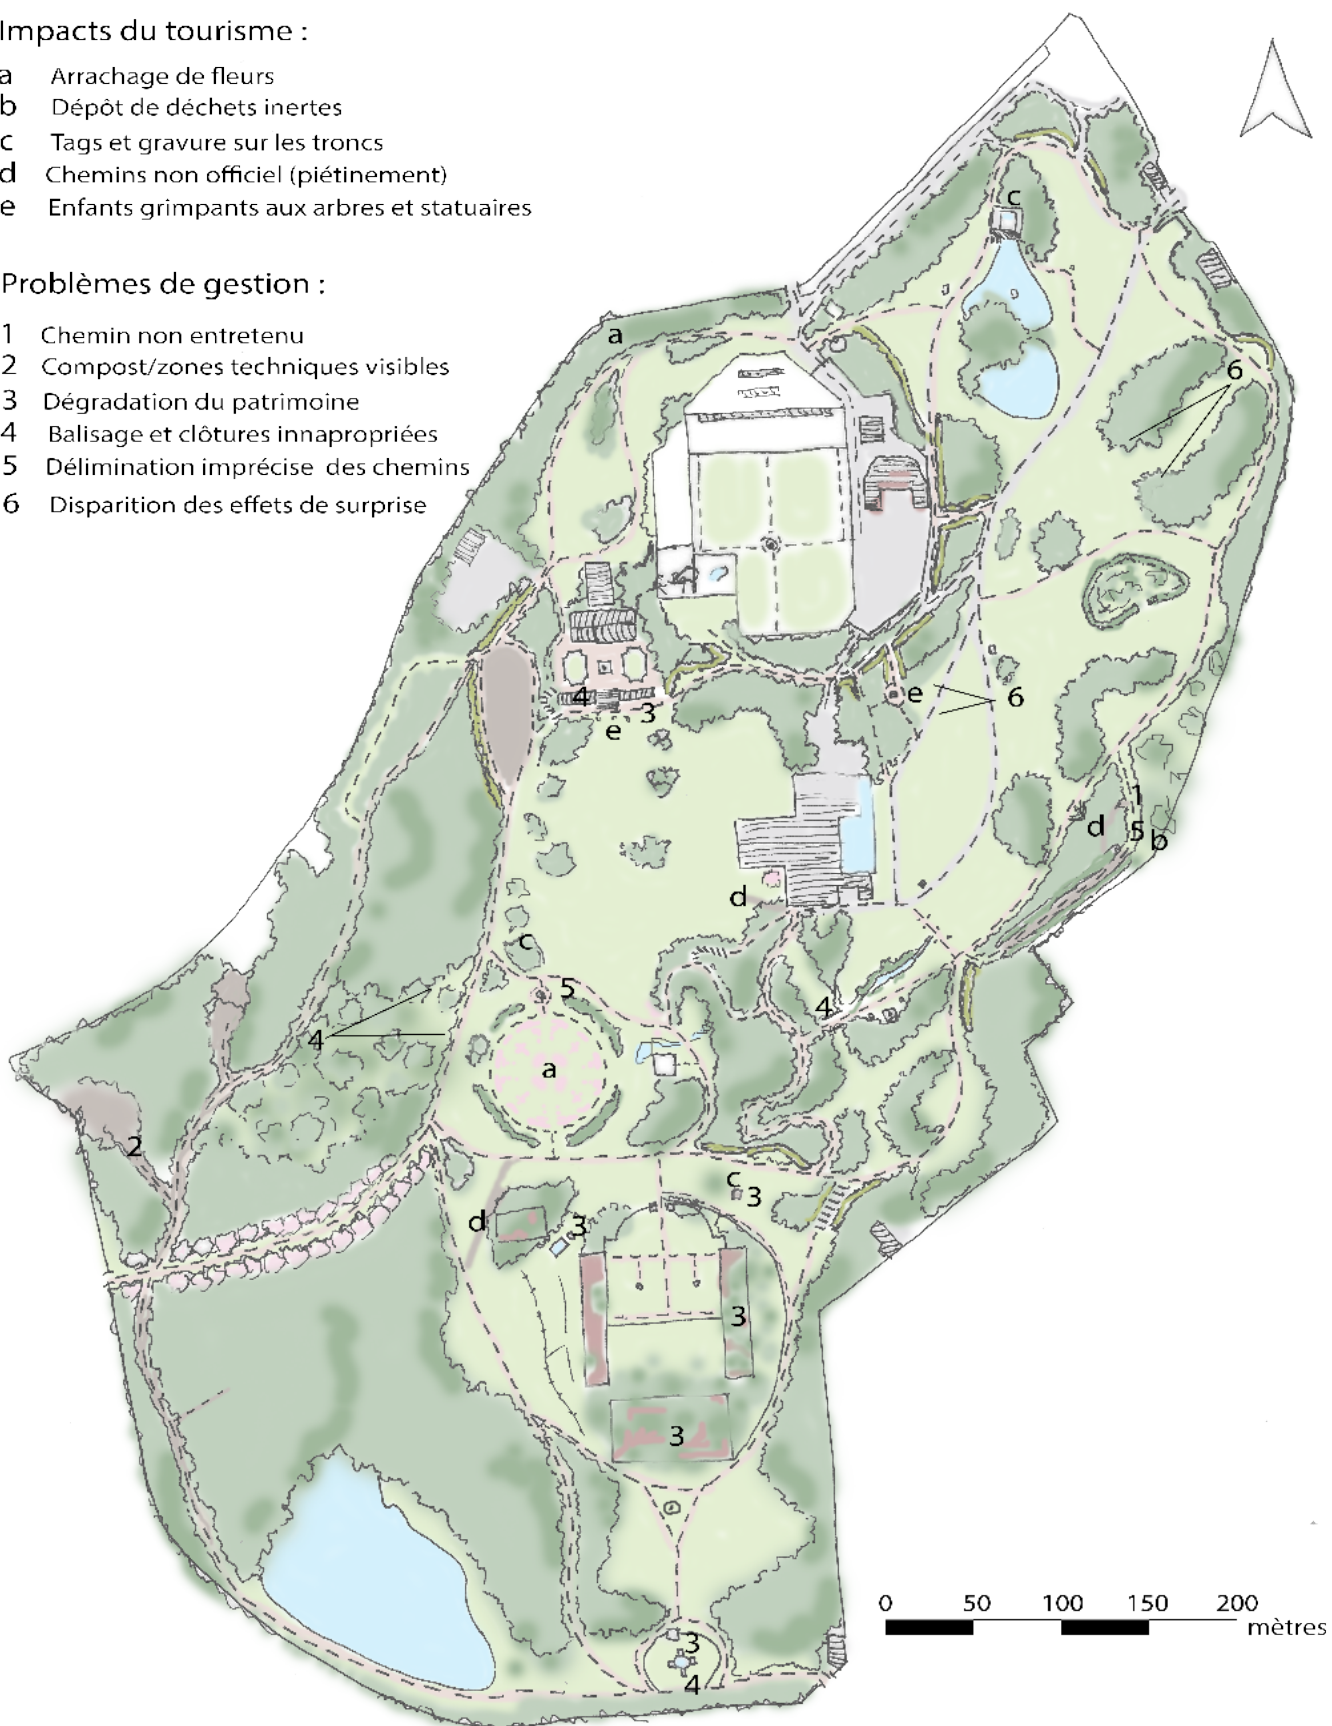 Impacts du tourisme :
a Arrachage de fleurs
b Dépôt de déchets inertes
c Tags et gravure sur les troncs
d Chemins non officiel (piétinement)
e Enfants grimpants aux arbres et statuaires
Problèmes de gestion :
1 Chemin non entretenu
2 Compost/zones techniques visibles
3 Dégradation du patrimoine
4 Balisage et clôtures innapropriées
5 Délimination imprécise des chemins
6 Disparition des effets de surprise
c
a
6
e
6
4
3
e
1
d
5
b
d
c
5
4
4
a
2
c
3
d
3
3
3
3
4
0 50 100 150 200
mètres